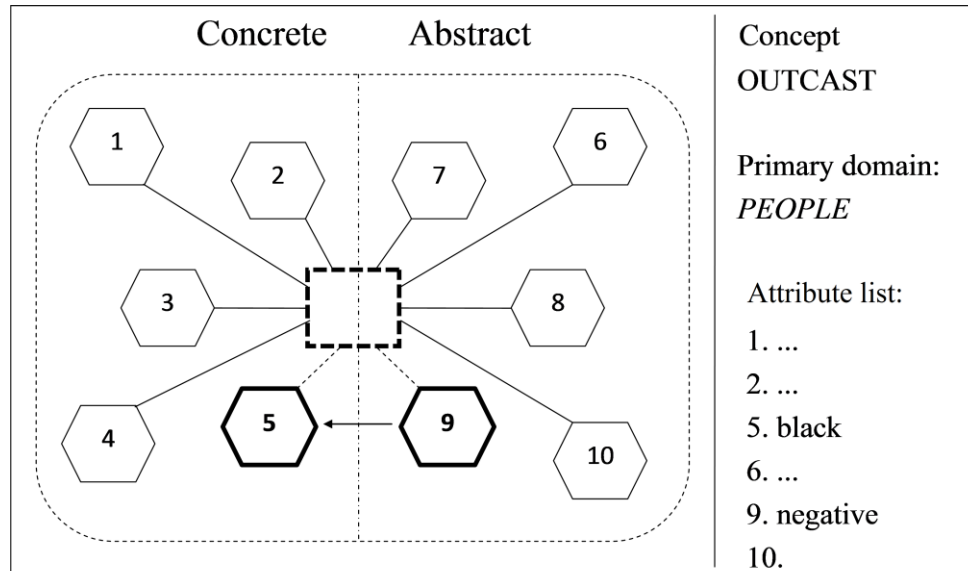 Concrete Abstract
1
6
2
7
3
8
5
9
4
10
Concept
OUTCAST
Primary domain:
PEOPLE
Attribute list:
1. ...
2. ...
5. black
6. ...
9. negative
10.